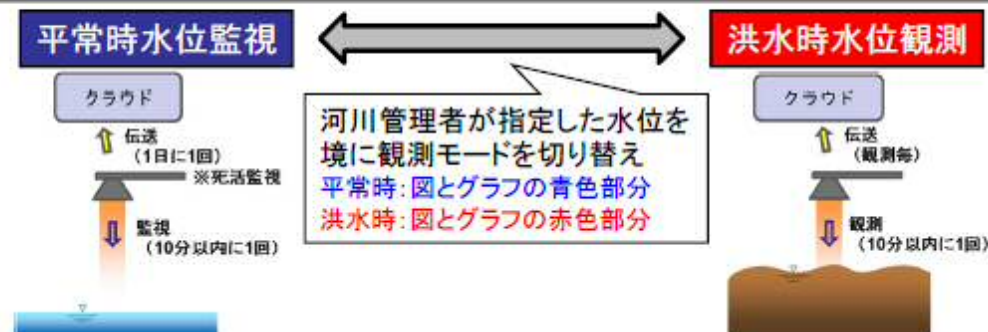 平常時水位監視
洪水時水位観測
クラウド
伝送
(1日に1回)
※死活監視
監視
(10分以内に1回)
河川管理者が指定した水位を
境に観測モードを切り替え
平常時:図とグラフの青色部分
洪水時:図とグラフの赤色部分
クラウド
伝送
(観測毎)
観測
(10分以内に1回)